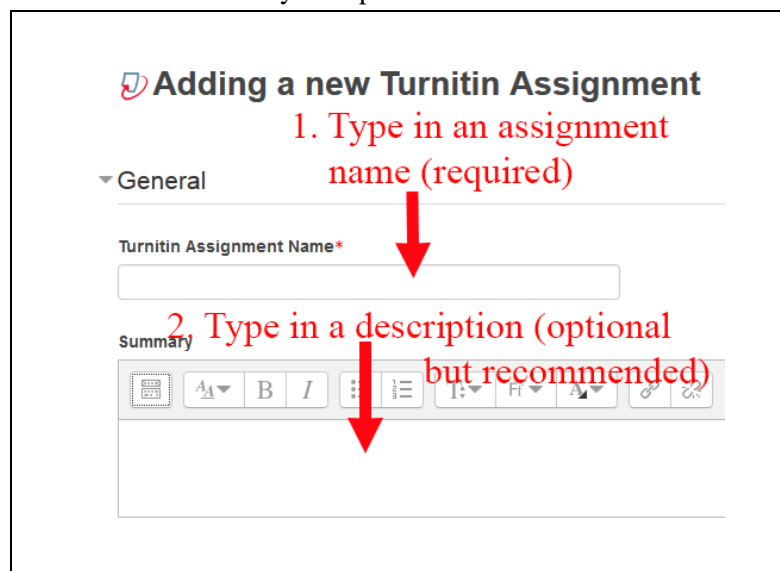 Adding a new Turnitin Assignment
1. Type in an assignment
name (required)
General
Turnitin Assignment Name*
2. Type in a description (optional
Summary
but recommended)
B I